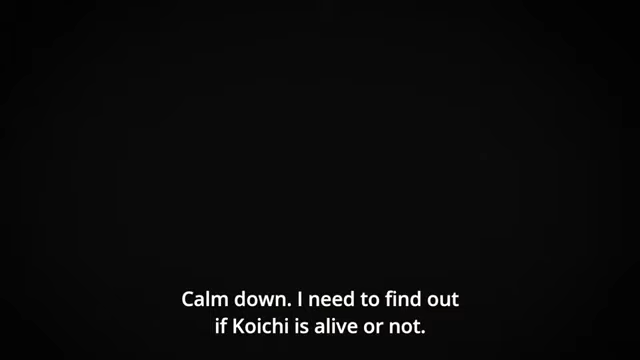 Calm down. I need to find out
if Koichi is alive or not.